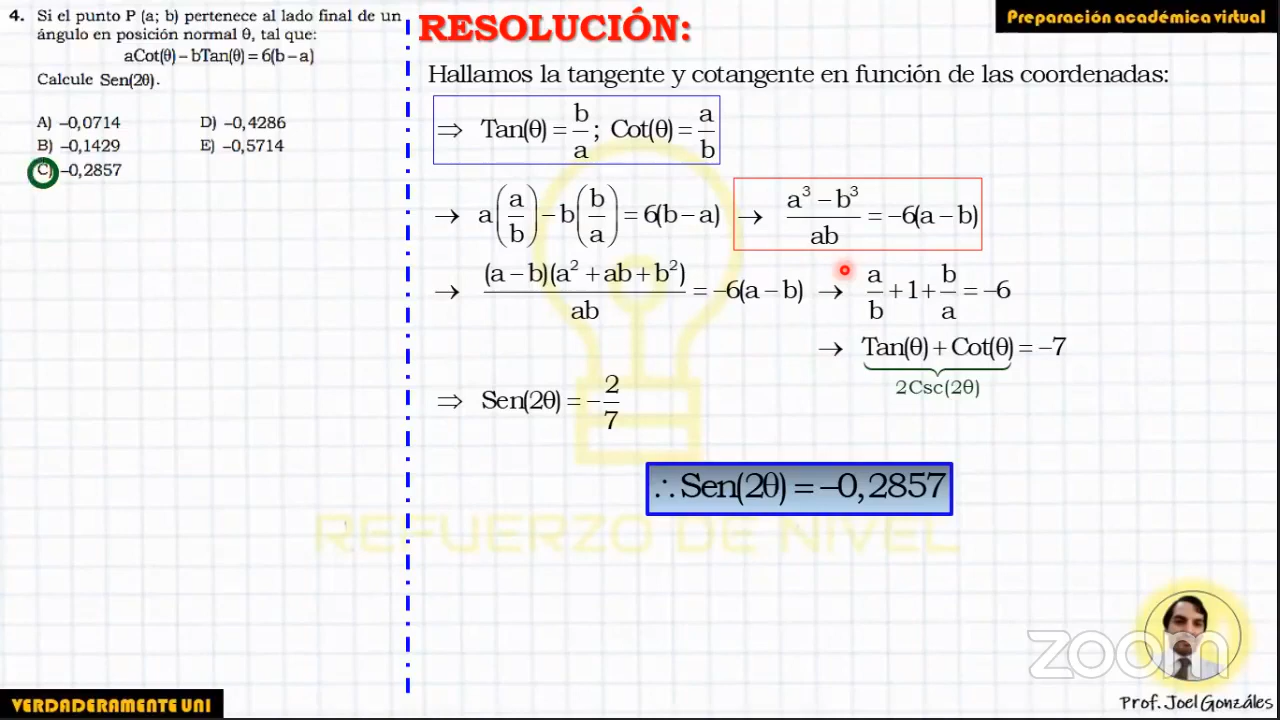 4. Si el punto P (a; b) pertenece al lado final de un
ángulo en posición normal θ, tal que:
aCot(θ) – bTan(θ) = 6(b – a)
Calcule Sen(2θ).
A) –0,0714 D) –0,4286
B) –0,1429 E) –0,5714
C) –0,2857
RESOLUCIÓN:
Preparación académica virtual
Hallamos la tangente y cotangente en función de las coordenadas:
⇒ Tan(θ) = b/a ; Cot(θ) = a/b
→ a(a/b) – b(b/a) = 6(b – a) → (a³ – b³)/ab = –6(a – b)
→ (a – b)(a² + ab + b²)/ab = –6(a – b) → a/b + 1 + b/a = –6
→ Tan(θ) + Cot(θ) = –7
2Csc(2θ)
⇒ Sen(2θ) = –2/7
∴ Sen(2θ) = –0,2857
REFUERZO DE NIVEL
zoom
VERDADERAMENTE UNI
Prof. Joel Gonzáles